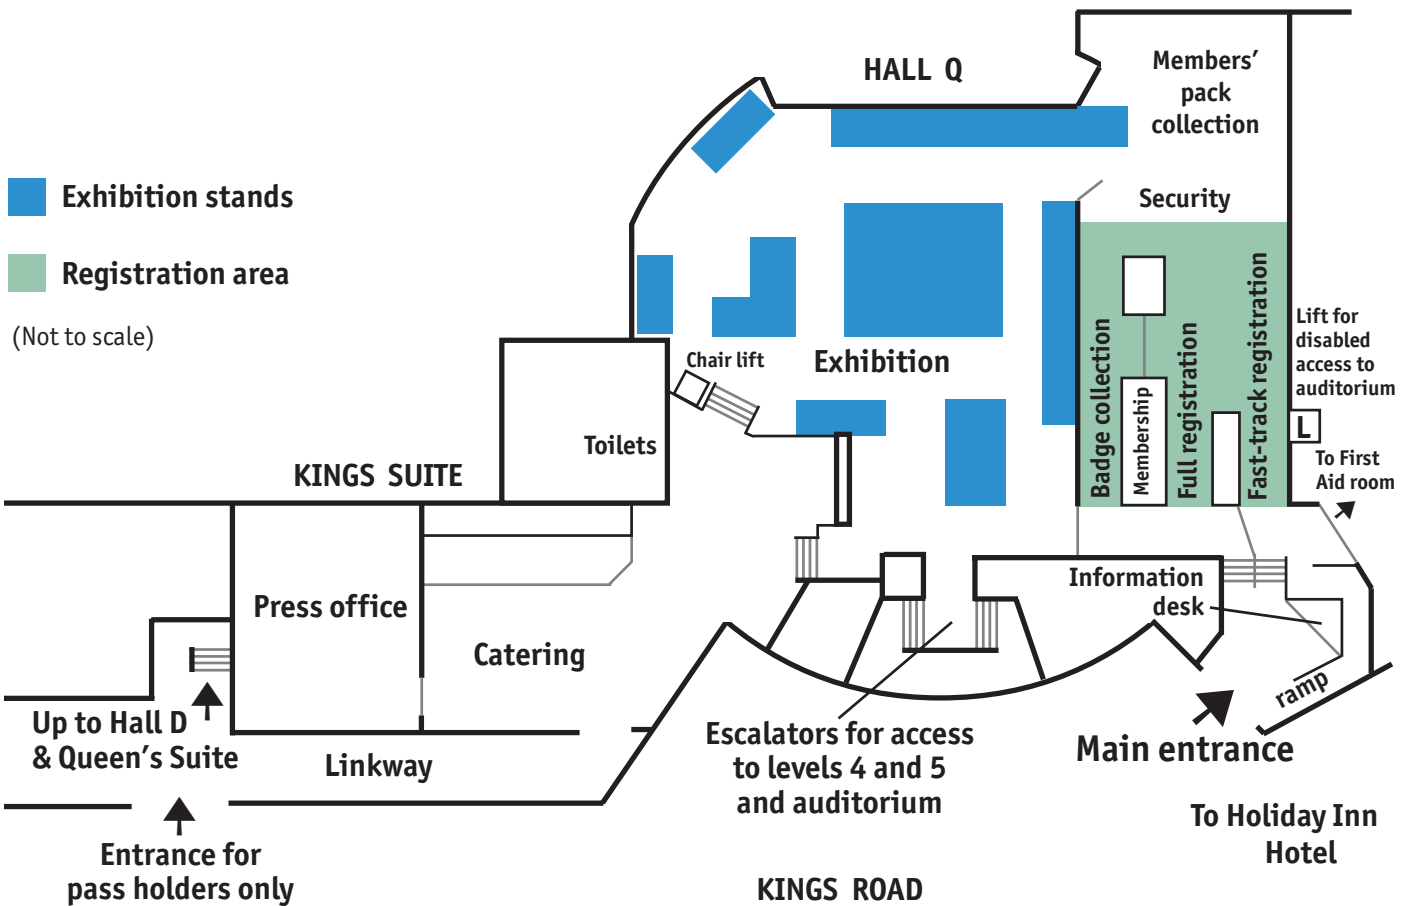 HALL Q
Members’
pack
collection
Exhibition stands
Security
Registration area
(Not to scale)
Lift for
disabled
access to
auditorium
Chair lift
Exhibition
Badge collection
Membership
Full registration
Fast-track registration
L
Toilets
To First
Aid room
KINGS SUITE
Information
desk
Press office
Catering
ramp
Up to Hall D
& Queen’s Suite
Linkway
Escalators for access
to levels 4 and 5
and auditorium
Main entrance
To Holiday Inn
Hotel
Entrance for
pass holders only
KINGS ROAD